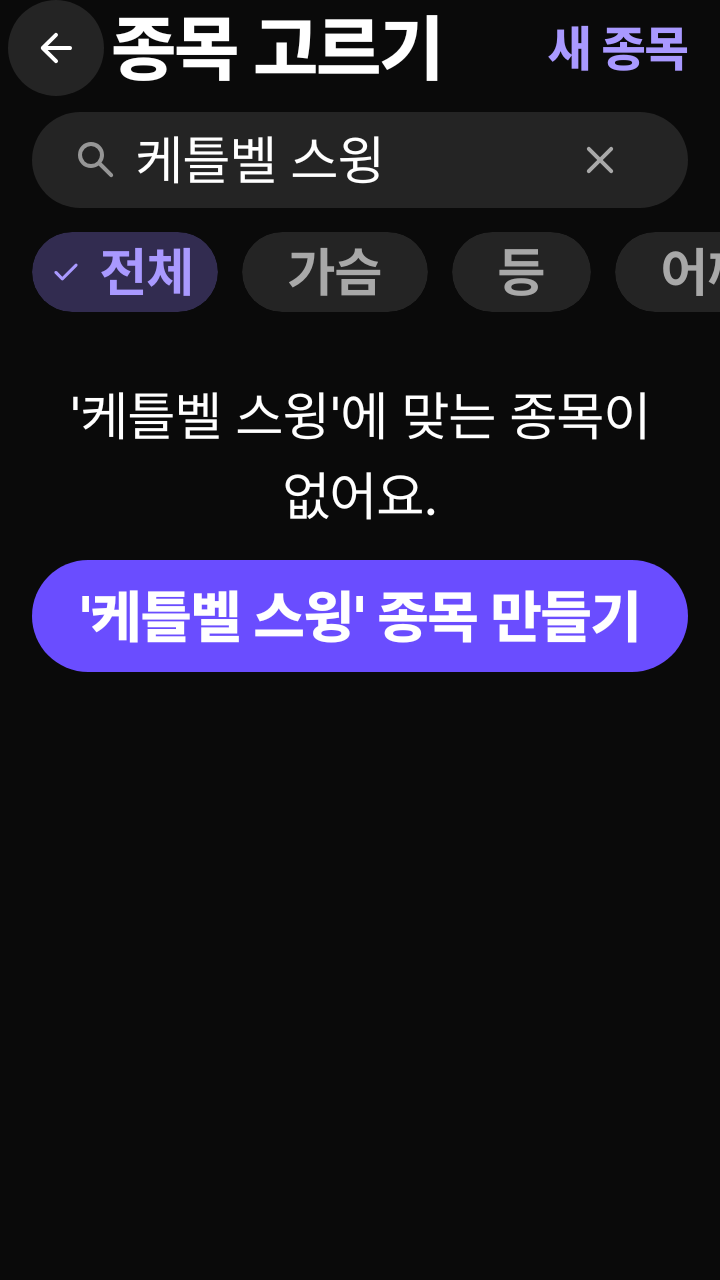 종목 고르기
새 종목
케틀벨 스윙
전체
가슴
등
'케틀벨 스윙'에 맞는 종목이
없어요.
'케틀벨 스윙' 종목 만들기